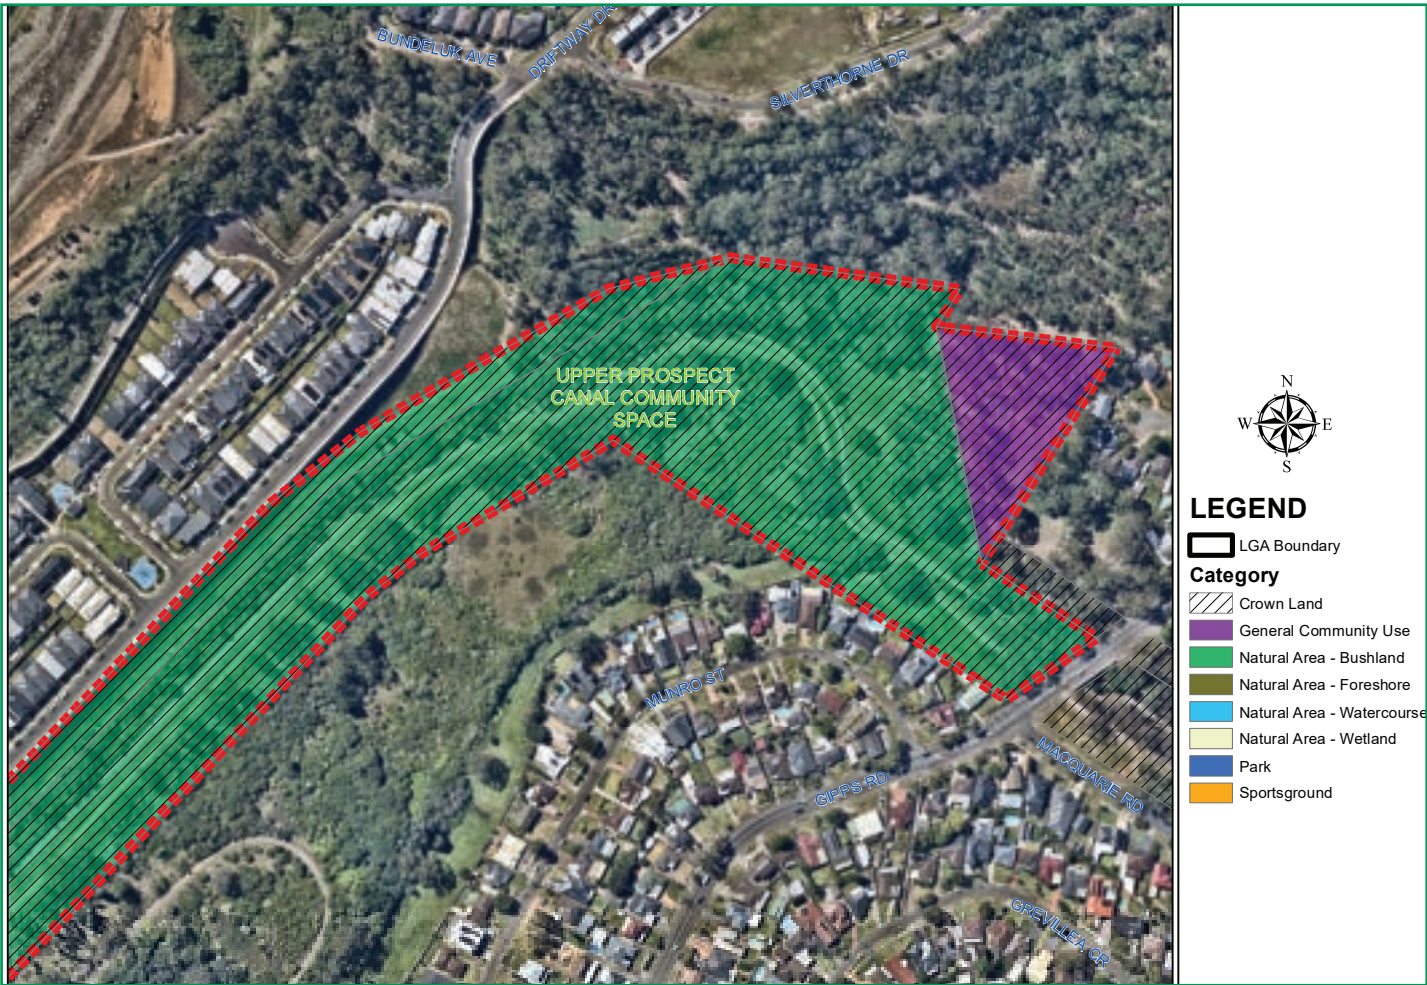 BUNDELUK AVE
DRIFTWAY DR
SILVERTHORNE DR
UPPER PROSPECT
CANAL COMMUNITY
SPACE
MUNRO ST
GIPPS RD
MACQUARIE RD
GREVILLEA CR
N
W
E
S
LEGEND
LGA Boundary
Category
Crown Land
General Community Use
Natural Area - Bushland
Natural Area - Foreshore
Natural Area - Watercourse
Natural Area - Wetland
Park
Sportsground